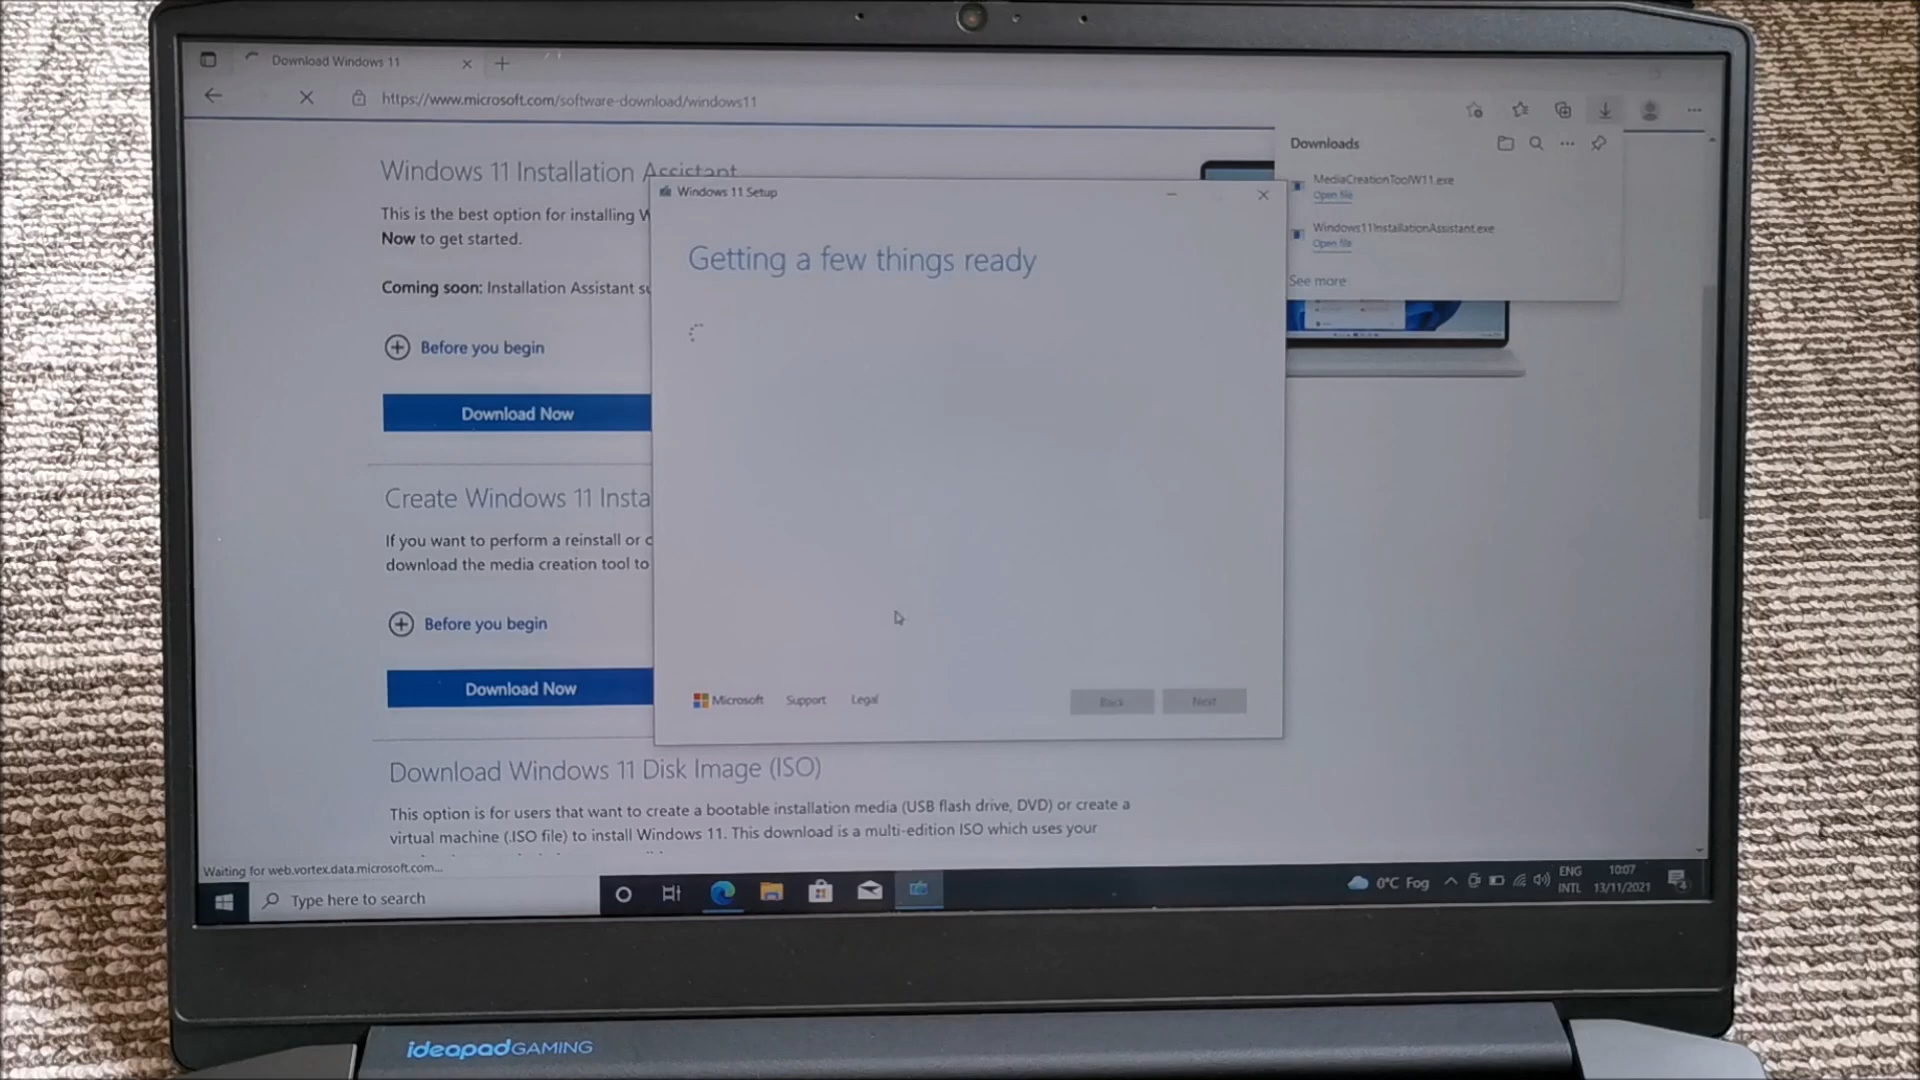 Download Windows 11
https://www.microsoft.com/software-download/windows11
Downloads
MediaCreationToolW11.exe
Open file
Windows11InstallationAssistant.exe
Open file
See more
Windows 11 Installation Assistant
This is the best option for installing W
Now to get started.
Coming soon: Installation Assistant su
Before you begin
Download Now
Create Windows 11 Insta
If you want to perform a reinstall or c
download the media creation tool to
Before you begin
Download Now
Windows 11 Setup
Getting a few things ready
Microsoft Support Legal
Back Next
Download Windows 11 Disk Image (ISO)
This option is for users that want to create a bootable installation media (USB flash drive, DVD) or create a
virtual machine (.ISO file) to install Windows 11. This download is a multi-edition ISO which uses your
Waiting for web.vortex.data.microsoft.com...
Type here to search
0°C Fog
ENG
INTL
10:07
13/11/2021
4
ideapad GAMING